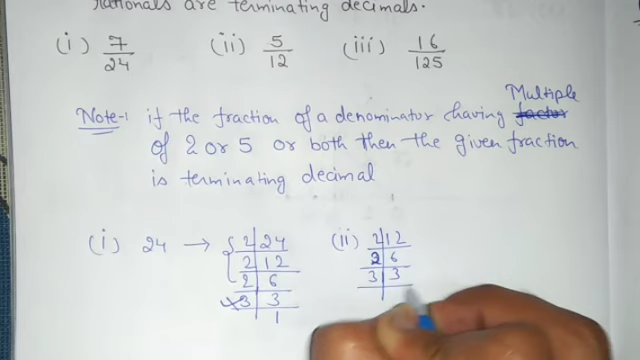 rationals are terminating decimals.
(i) 7/24 (ii) 5/12 (iii) 16/125
Multiple
Note-1 if the fraction of a denominator having factor
of 2 or 5 or both then the given fraction
is terminating decimal
(i) 24 → 2 24 (ii) 2 12
2 12 2 6
2 6 3 3
3 3
1